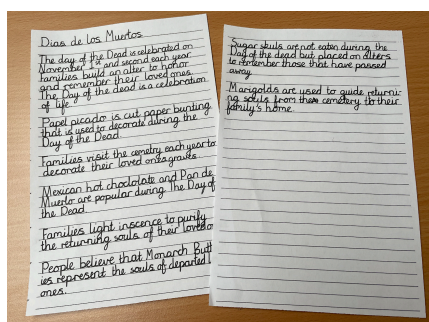 Dias de los Muertos
The day of the Dead is celebrated on
November 1st and second each year
families build an alter to honor
and remember their loved ones.
The Day of the dead is a celebration
of life.
Papel picado is cut paper bunting
that is used to decorate during the
Day of the Dead.
Families visit the cemetry each year to
decorate their loved ones graves.
Mexican hot choclolate and Pan de
Muerto are popular during The Day of
the Dead.
Families light inscence to purify
the returning souls of their loved o
People believe that Monarch Butt
ies represent the souls of departed
ones.
Sugar skulls are not eaten during the
Day of the dead but placed on alters
to remember those that have passed
away.
Marigolds are used to guide returni-
ng souls from the cemetery to their
family's home.